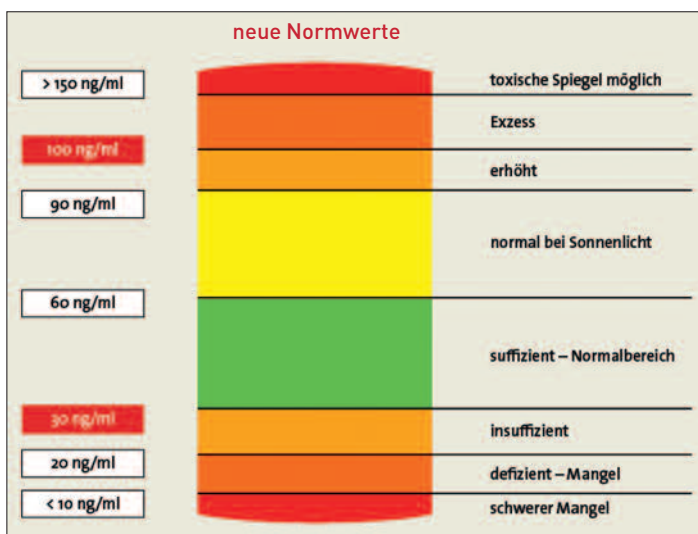 neue Normwerte
> 150 ng/ml
toxische Spiegel möglich
Exzess
100 ng/ml
erhöht
90 ng/ml
normal bei Sonnenlicht
60 ng/ml
suffizient – Normalbereich
30 ng/ml
insuffizient
20 ng/ml
defizient – Mangel
< 10 ng/ml
schwerer Mangel